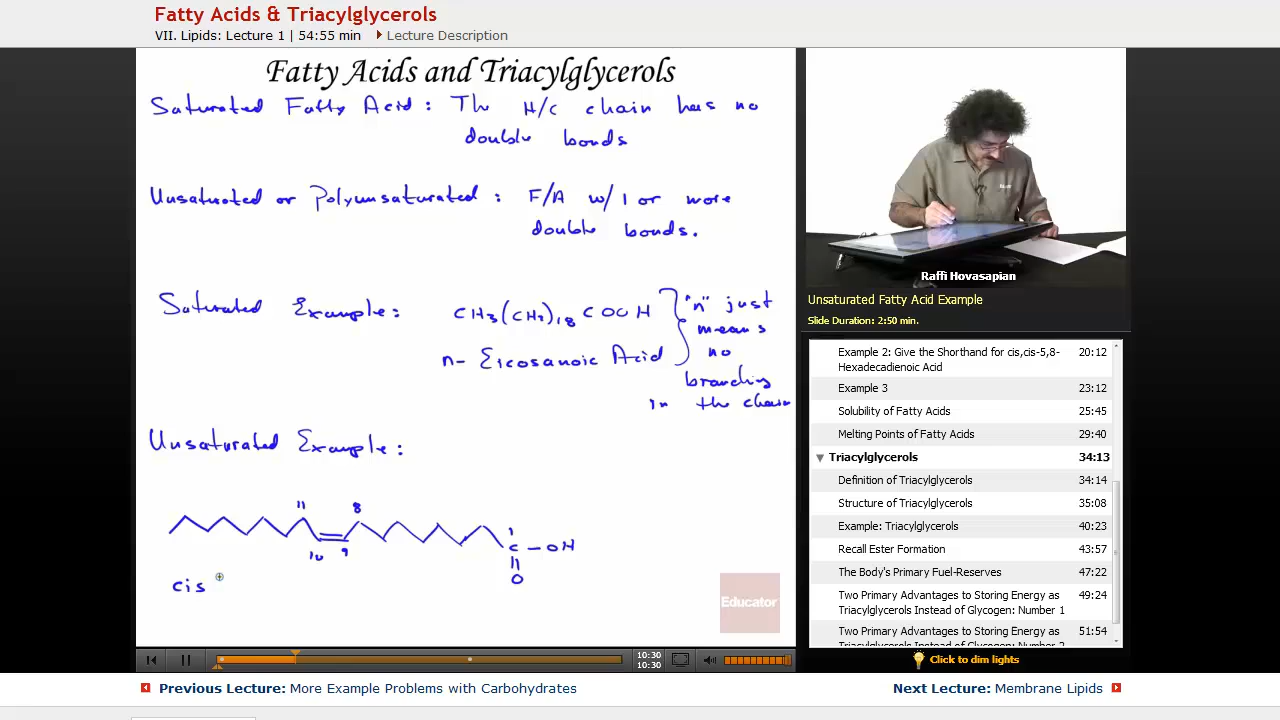 Fatty Acids & Triacylglycerols
VII. Lipids: Lecture 1 | 54:55 min
Lecture Description
Fatty Acids and Triacylglycerols
Saturated Fatty Acid: The H/C chain has no
double bonds
Unsaturated or Polyunsaturated: F/A w/ 1 or more
double bonds.
Saturated Example: CH3(CH2)18COOH
n- Eicosanoic Acid
"n" just
means
no
branching
in the chain
Unsaturated Example:
11 8
10 9
1
C-OH
O
cis
Educator
Raffi Hovasapian
Unsaturated Fatty Acid Example
Slide Duration: 2:50 min.
Example 2: Give the Shorthand for cis,cis-5,8-
Hexadecadienoic Acid 20:12
Example 3 23:12
Solubility of Fatty Acids 25:45
Melting Points of Fatty Acids 29:40
Triacylglycerols 34:13
Definition of Triacylglycerols 34:14
Structure of Triacylglycerols 35:08
Example: Triacylglycerols 40:23
Recall Ester Formation 43:57
The Body's Primary Fuel-Reserves 47:22
Two Primary Advantages to Storing Energy as
Triacylglycerols Instead of Glycogen: Number 1 49:24
Two Primary Advantages to Storing Energy as
Triacylglycerols Instead of Glycogen: Number 2 51:54
10:30
10:30
Click to dim lights
Previous Lecture: More Example Problems with Carbohydrates
Next Lecture: Membrane Lipids